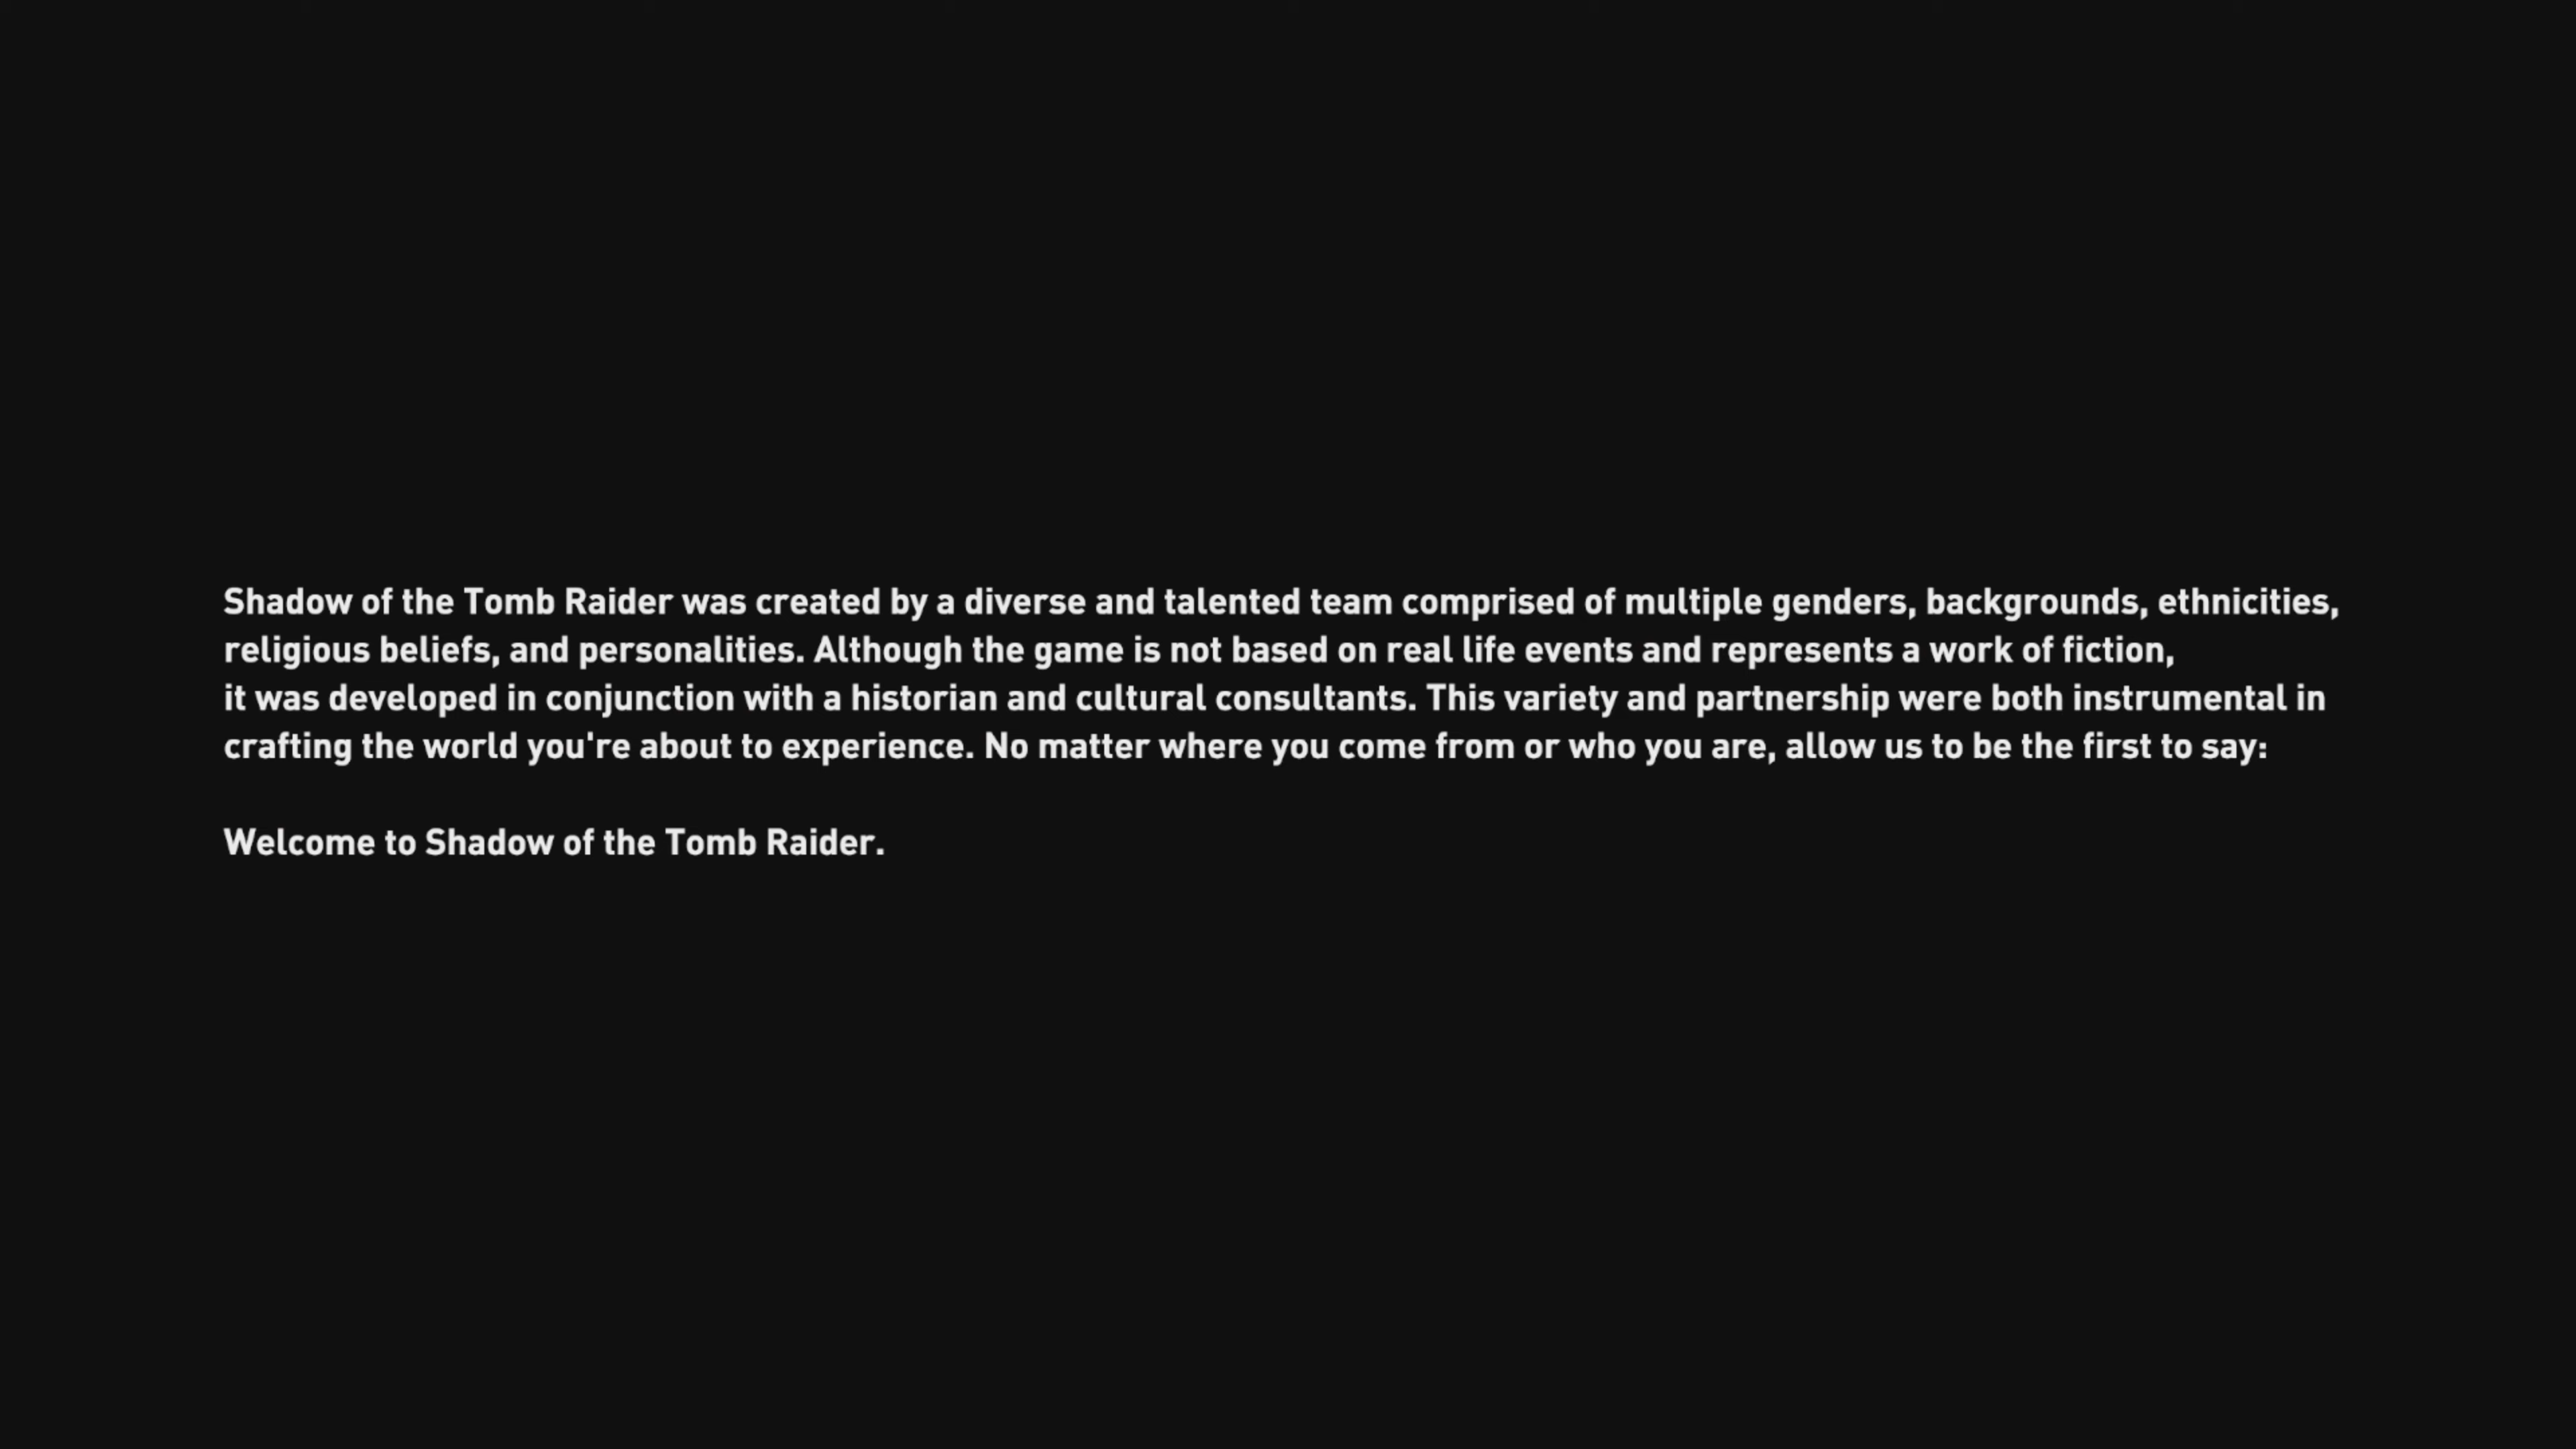 Shadow of the Tomb Raider was created by a diverse and talented team comprised of multiple genders, backgrounds, ethnicities,
religious beliefs, and personalities. Although the game is not based on real life events and represents a work of fiction,
it was developed in conjunction with a historian and cultural consultants. This variety and partnership were both instrumental in
crafting the world you're about to experience. No matter where you come from or who you are, allow us to be the first to say:
Welcome to Shadow of the Tomb Raider.